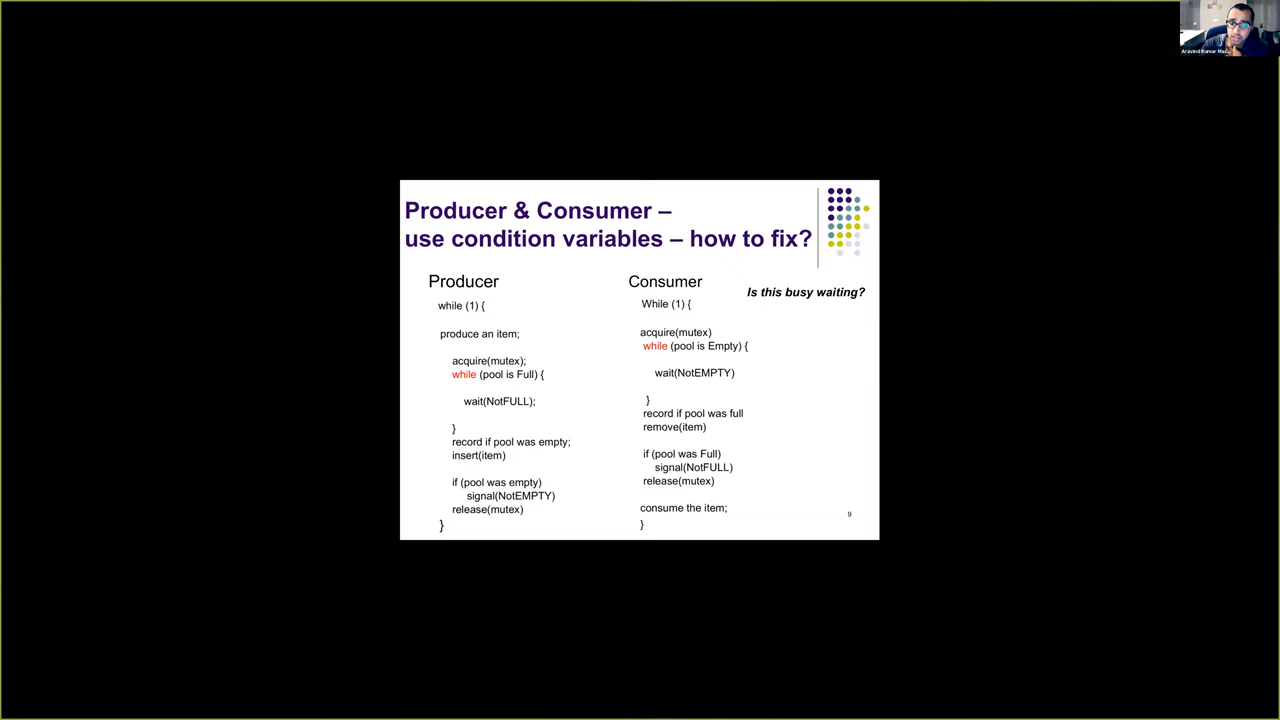 Aravind Kumar Mac
Producer & Consumer –
use condition variables – how to fix?
Producer
while (1) {
produce an item;
acquire(mutex);
while (pool is Full) {
wait(NotFULL);
}
record if pool was empty;
insert(item)
if (pool was empty)
signal(NotEMPTY)
release(mutex)
}
Consumer
While (1) {
acquire(mutex)
while (pool is Empty) {
wait(NotEMPTY)
}
record if pool was full
remove(item)
if (pool was Full)
signal(NotFULL)
release(mutex)
consume the item;
}
Is this busy waiting?
9